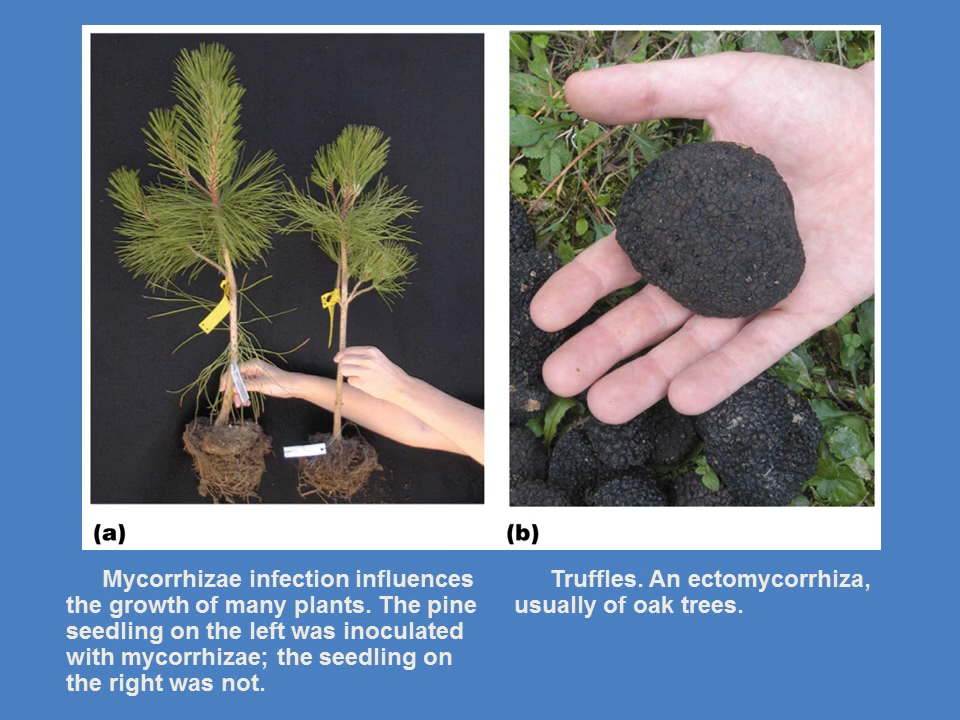 (a)
(b)
Mycorrhizae infection influences
the growth of many plants. The pine
seedling on the left was inoculated
with mycorrhizae; the seedling on
the right was not.
Truffles. An ectomycorrhiza,
usually of oak trees.